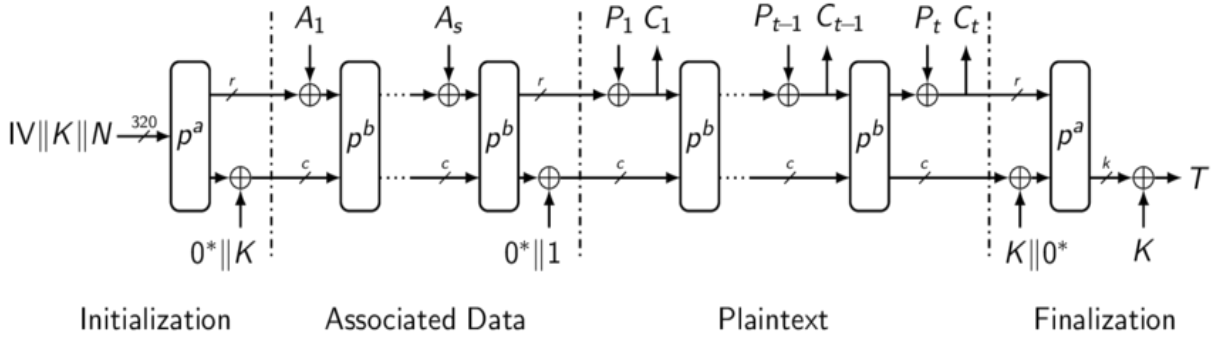 A₁ Aₛ P₁ C₁ Pₜ₋₁ Cₜ₋₁ Pₜ Cₜ
r r r
IV‖K‖N 320 pᵃ pᵇ pᵇ pᵇ pᵇ pᵃ
c c c c c k T
0*‖K 0*‖1 K‖0* K
Initialization Associated Data Plaintext Finalization